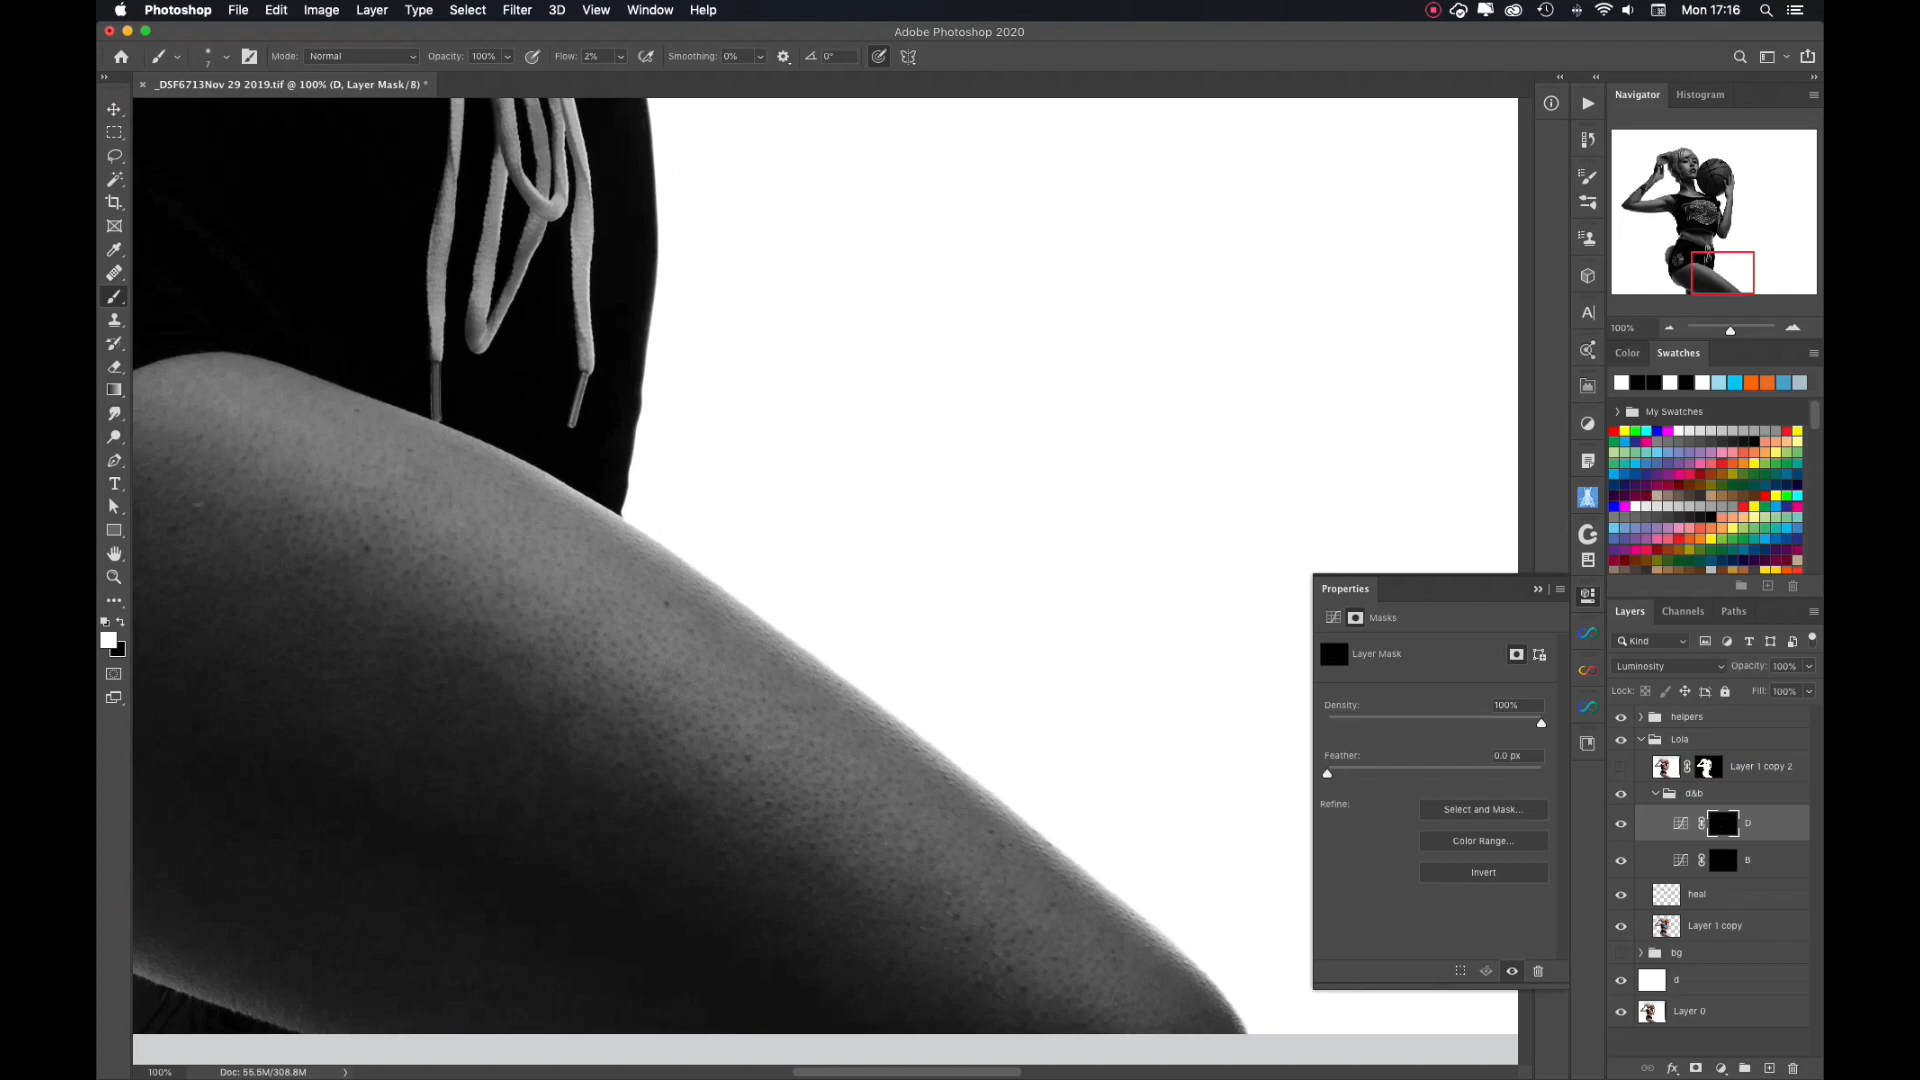 Photoshop File Edit Image Layer Type Select Filter 3D View Window Help Mon 17:16
Adobe Photoshop 2020
7 Mode: Normal Opacity: 100% Flow: 2% Smoothing: 0% 0°
_DSF6713Nov 29 2019.tif @ 100% (D, Layer Mask/8) *
Navigator Histogram
100%
Color Swatches
My Swatches
Properties
Masks
Layer Mask
Density: 100%
Feather: 0.0 px
Refine: Select and Mask...
Color Range...
Invert
Layers Channels Paths
Kind
Luminosity Opacity: 100%
Lock: Fill: 100%
helpers
Lola
Layer 1 copy 2
d&b
D
B
heal
Layer 1 copy
bg
d
Layer 0
fx
100% Doc: 55.5M/308.8M